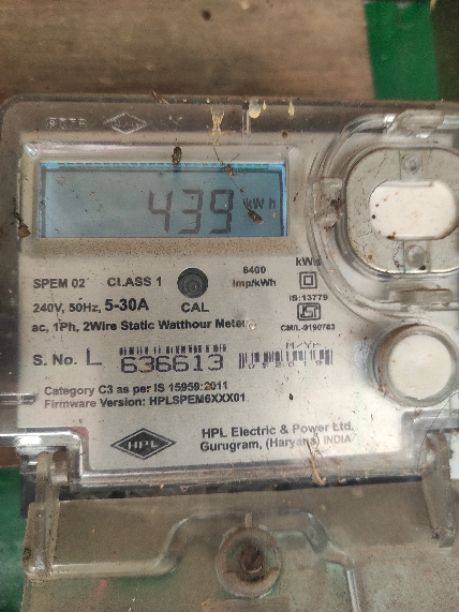 439 kWh
SPEM 02 CLASS 1 6400 kWh
240V, 50Hz, 5-30A CAL Imp/kWh IS:13779
ac, 1Ph, 2Wire Static Watthour Meter CM/L-9190783
S. No. L 636613 M/YR
Category C3 as per IS 15959:2011
Firmware Version: HPLSPEM6XXX01
HPL Electric & Power Ltd.
HPL Gurugram, (Haryana) INDIA